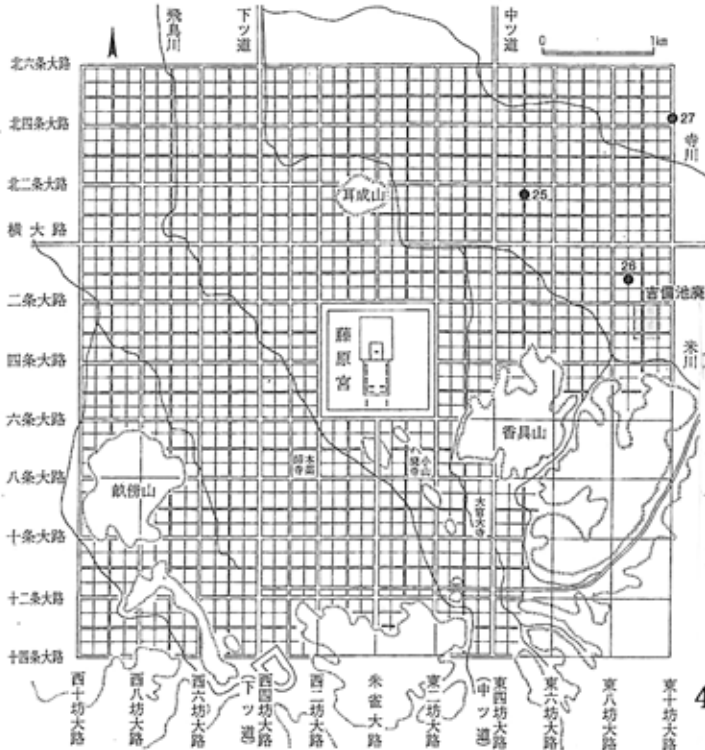 飛鳥川
下ツ道
中ツ道
0 1km
北六条大路
北四条大路
27
寺川
北二条大路
耳成山
25
横大路
26
吉備池廃
二条大路
藤原宮
四条大路
米川
六条大路
香具山
本薬師寺
小山廃寺
八条大路
畝傍山
大官大寺
十条大路
十二条大路
十四条大路
西十坊大路
西八坊大路
西六坊大路
(下ツ道)
西四坊大路
西二坊大路
朱雀大路
東二坊大路
(中ツ道)
東四坊大路
東六坊大路
東八坊大路
東十坊大路
4